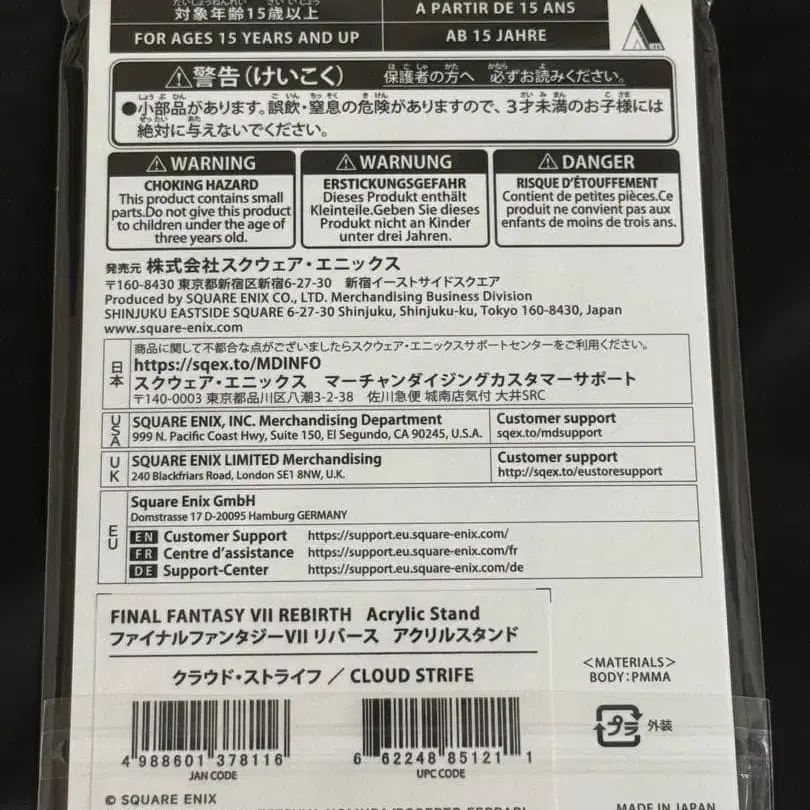 対象年齢15歳以上
A PARTIR DE 15 ANS
FOR AGES 15 YEARS AND UP
AB 15 JAHRE
⚠警告(けいこく) 保護者の方へ 必ずお読みください。
●小部品があります。誤飲・窒息の危険がありますので、3才未満のお子様には
絶対に与えないでください。
⚠WARNING
CHOKING HAZARD
This product contains small
parts.Do not give this product
to children under the age of
three years old.
⚠WARNUNG
ERSTICKUNGSGEFAHR
Dieses Produkt enthält
Kleinteile.Geben Sie dieses
Produkt nicht an Kinder
unter drei Jahren.
⚠DANGER
RISQUE D'ÉTOUFFEMENT
Contient de petites pièces.Ce
produit ne convient pas aux
enfants de moins de trois ans.
発売元 株式会社スクウェア・エニックス
〒160-8430 東京都新宿区新宿6-27-30 新宿イーストサイドスクエア
Produced by SQUARE ENIX CO., LTD. Merchandising Business Division
SHINJUKU EASTSIDE SQUARE 6-27-30 Shinjuku, Shinjuku-ku, Tokyo 160-8430, Japan
www.square-enix.com
日本
商品に関して不都合な点がございましたらスクウェア・エニックスサポートセンターをご利用ください。
https://sqex.to/MDINFO
スクウェア・エニックス マーチャンダイジングカスタマーサポート
〒140-0003 東京都品川区八潮3-2-38 佐川急便 城南店気付 大井SRC
USA
SQUARE ENIX, INC. Merchandising Department
999 N. Pacific Coast Hwy, Suite 150, El Segundo, CA 90245, U.S.A.
Customer support
sqex.to/mdsupport
UK
SQUARE ENIX LIMITED Merchandising
240 Blackfriars Road, London SE1 8NW, U.K.
Customer support
http://sqex.to/eustoresupport
EU
Square Enix GmbH
Domstrasse 17 D-20095 Hamburg GERMANY
EN Customer Support https://support.eu.square-enix.com/
FR Centre d'assistance https://support.eu.square-enix.com/fr
DE Support-Center https://support.eu.square-enix.com/de
FINAL FANTASY VII REBIRTH Acrylic Stand
ファイナルファンタジーVII リバース アクリルスタンド
クラウド・ストライフ / CLOUD STRIFE
<MATERIALS>
BODY:PMMA
プラ 外装
4 988601 378116
JAN CODE
6 62248 85121 1
UPC CODE
© SQUARE ENIX
MADE IN JAPAN